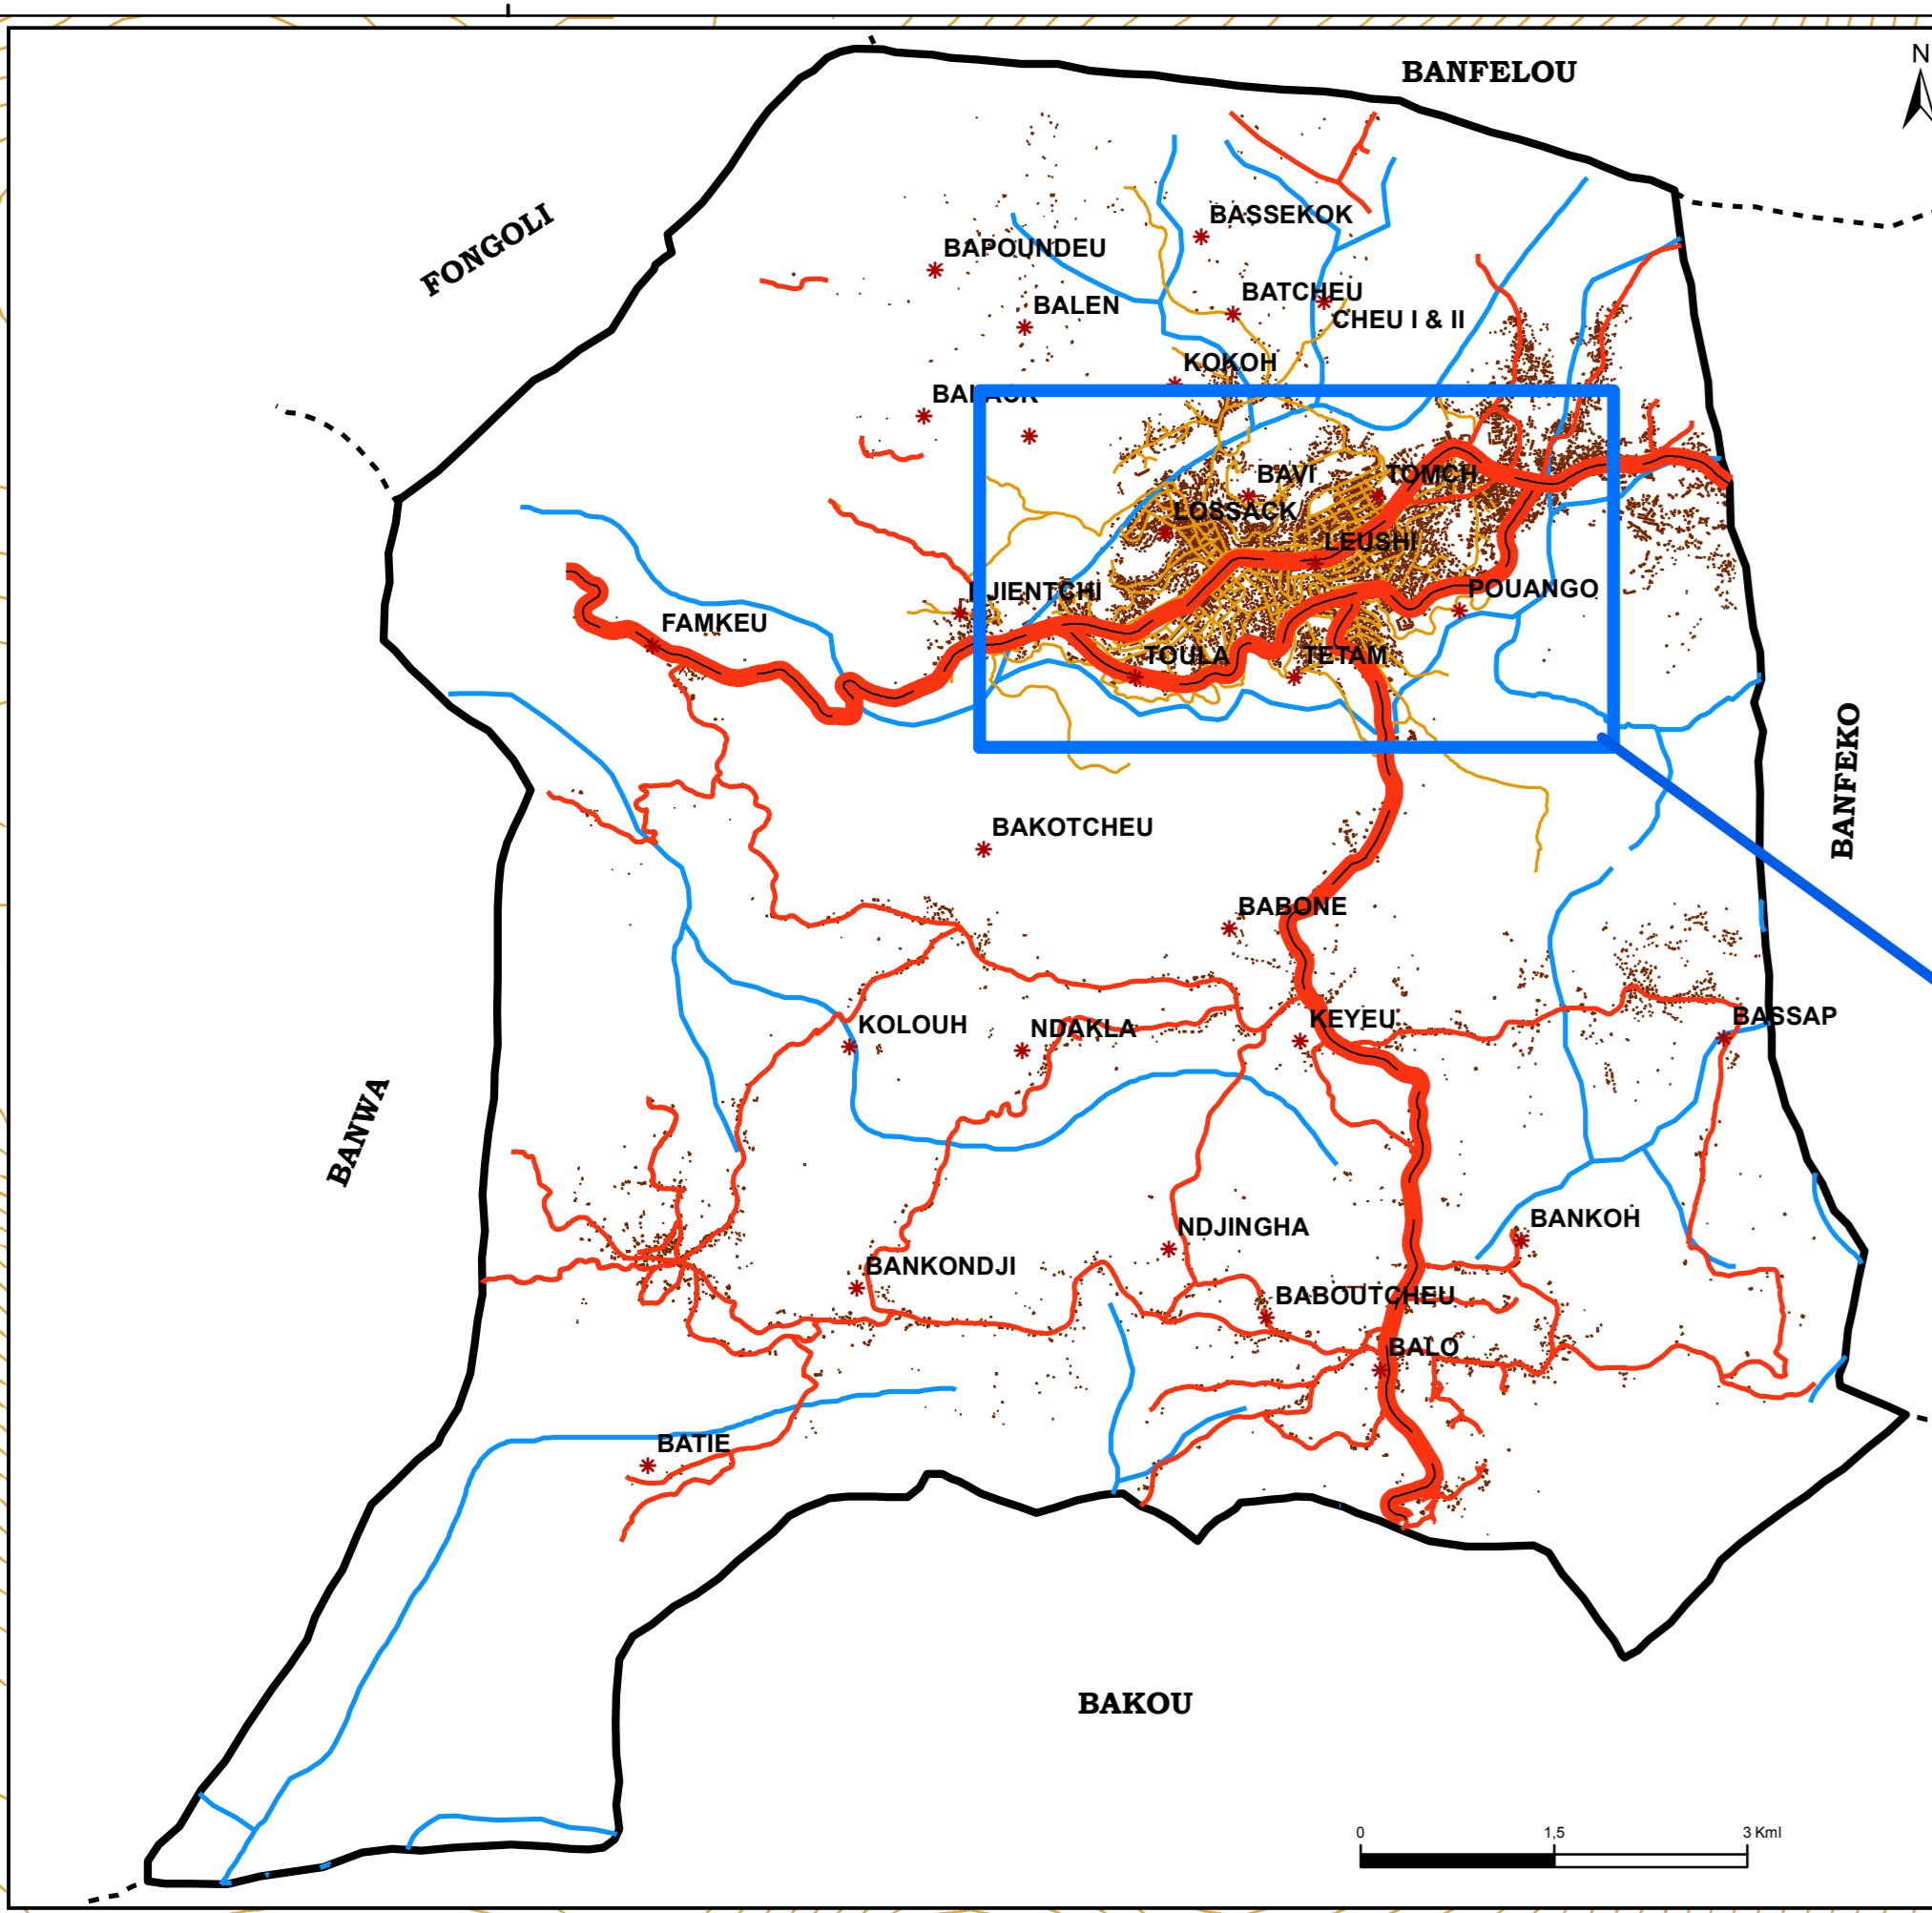 N
BANFELOU
FONGOLI
BASSEKOK
BAPOUNDEU
BATCHEU
BALEN
CHEU I & II
KOKOH
BAVI
TOMCH
LOSSACK
LEUSHI
POUANGO
FAMKEU
TOULA
TETAM
BANFEKO
BAKOTCHEU
BABONE
BASSAP
KEYEU
KOLOUH
NDAKLA
BANWA
BANKOH
NDJINGHA
BANKONDJI
BABOUTCHEU
BALO
BATIE
BAKOU
0 1,5 3 Kml